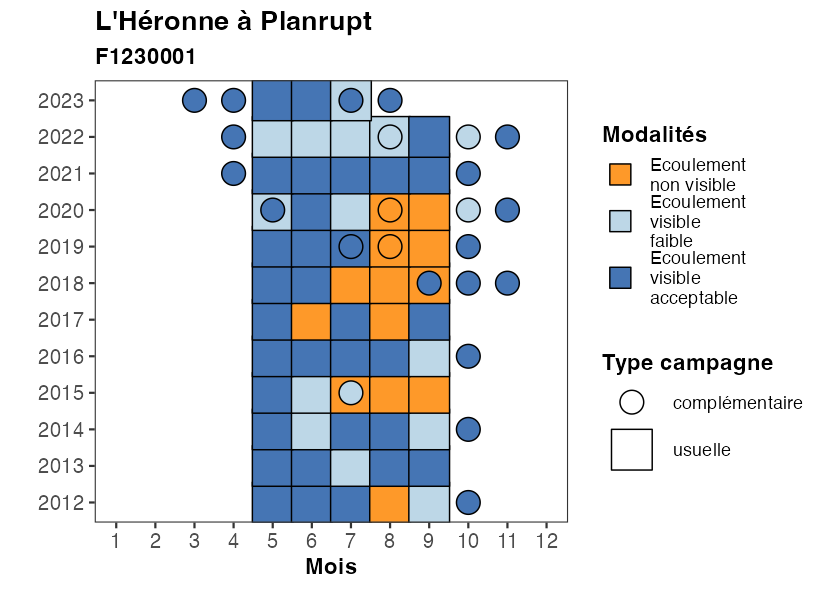 L'Héronne à Planrupt
F1230001
2023
2022
2021
2020
2019
2018
2017
2016
2015
2014
2013
2012
1 2 3 4 5 6 7 8 9 10 11 12
Mois
Modalités
Ecoulement
non visible
Ecoulement
visible
faible
Ecoulement
visible
acceptable
Type campagne
complémentaire
usuelle